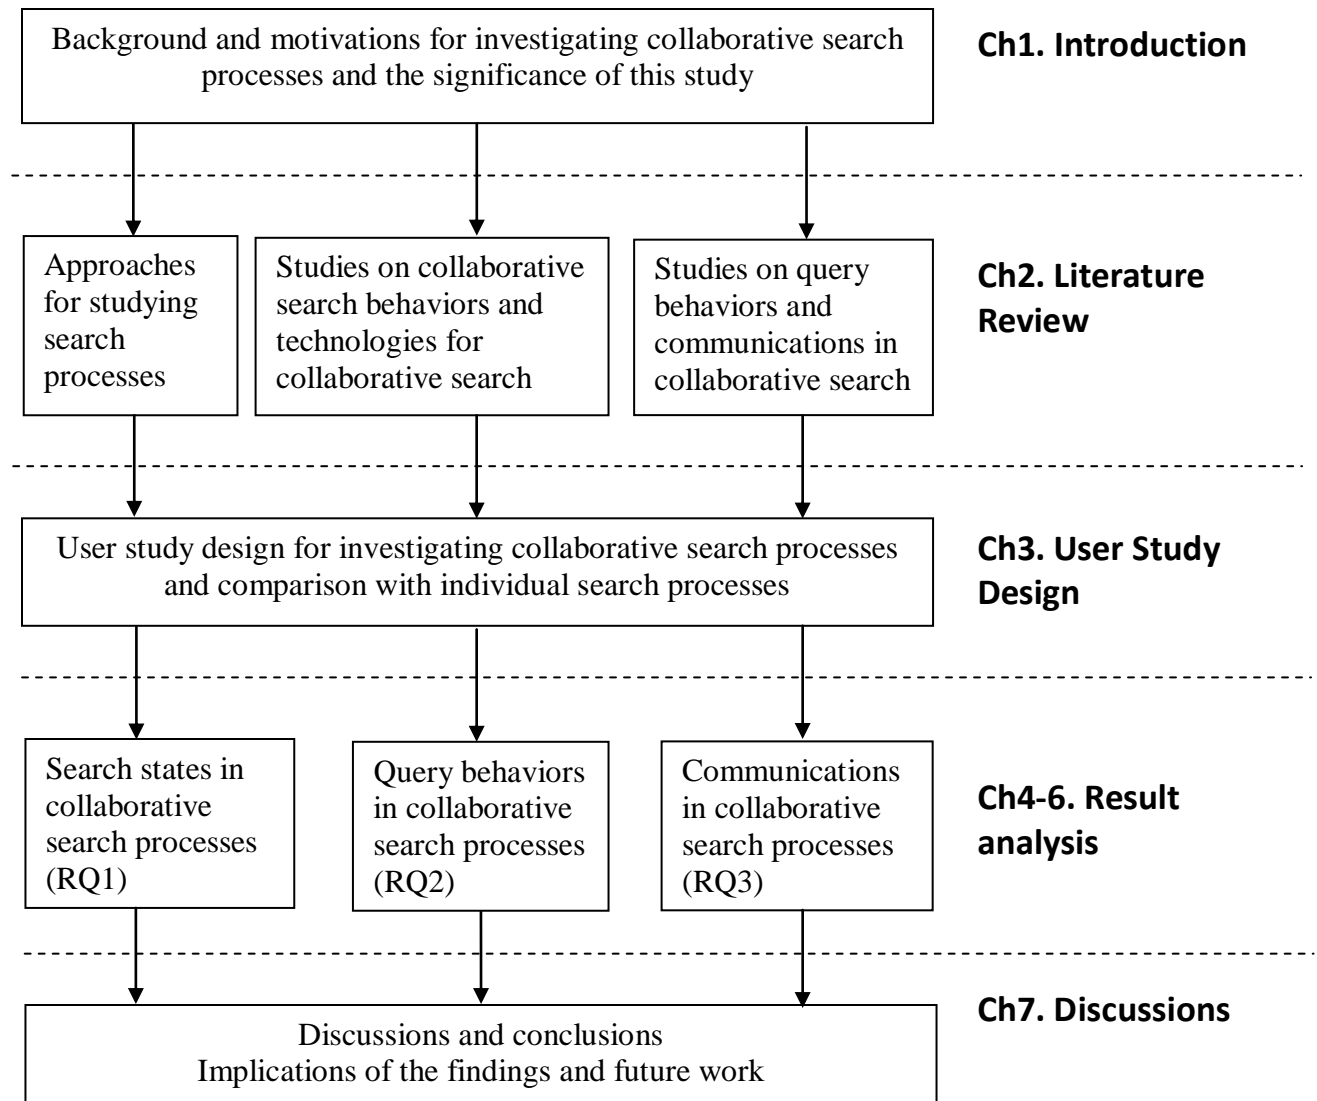 Background and motivations for investigating collaborative search
processes and the significance of this study
Ch1. Introduction
Approaches
for studying
search
processes
Studies on collaborative
search behaviors and
technologies for
collaborative search
Studies on query
behaviors and
communications in
collaborative search
Ch2. Literature
Review
User study design for investigating collaborative search processes
and comparison with individual search processes
Ch3. User Study
Design
Search states in
collaborative
search processes
(RQ1)
Query behaviors
in collaborative
search processes
(RQ2)
Communications
in collaborative
search processes
(RQ3)
Ch4-6. Result
analysis
Discussions and conclusions
Implications of the findings and future work
Ch7. Discussions